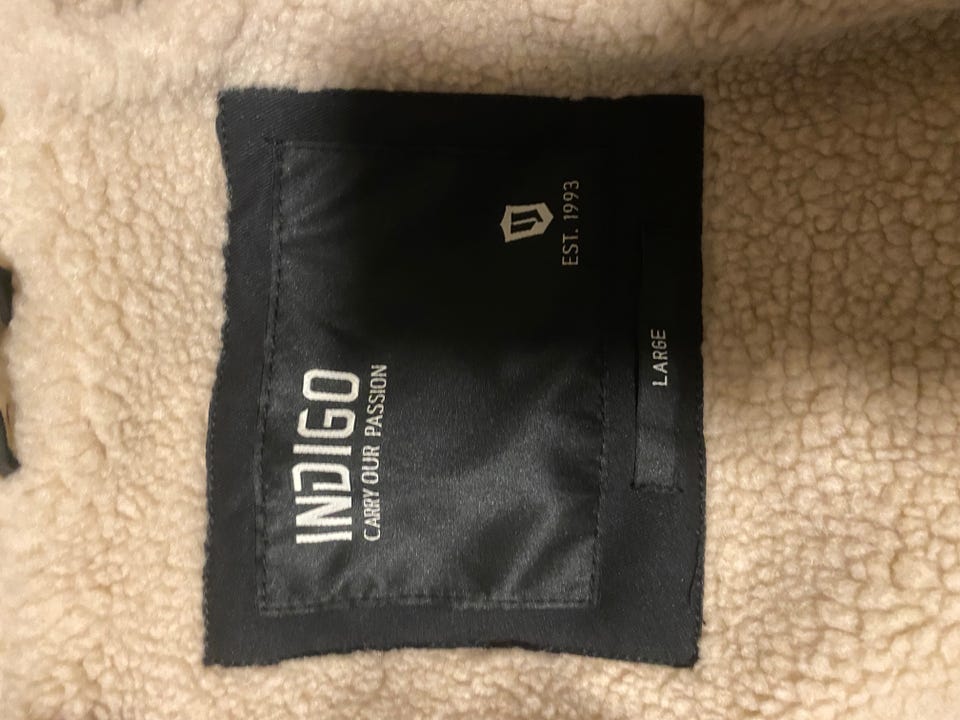 INDIGO
CARRY OUR PASSION
EST. 1993
LARGE